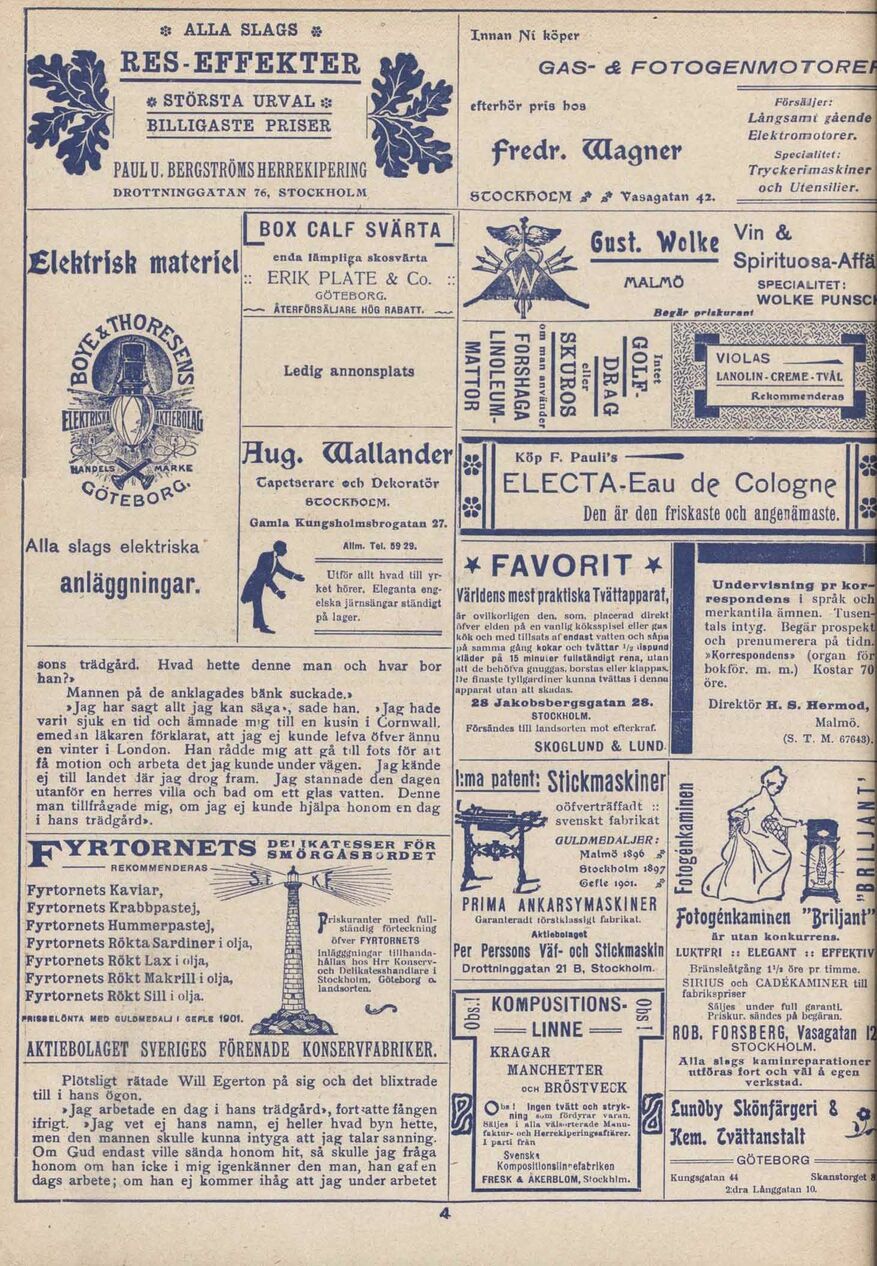 ALLA SLAGS
RES-EFFEKTER
STÖRSTA URVAL
BILLIGASTE PRISER
PAUL U. BERGSTRÖMS HERREKIPERING
DROTTNINGGATAN 76, STOCKHOLM
Innan Ni köper
GAS- & FOTOGENMOTORER
efterhör pris hos
Fredr. Wagner
STOCKHOLM Vasagatan 42.
Försäljer:
Långsamt gående
Elektromotorer.
Specialitet:
Tryckerimaskiner
och Utensilier.
Elektrisk materiel
BOYE & THORESENS
ELEKTRISKA AKTIEBOLAG
HANDELS MÄRKE
GÖTEBORG.
Alla slags elektriska
anläggningar.
BOX CALF SVÄRTA
enda lämpliga skosvärta
:: ERIK PLATE & Co. ::
GÖTEBORG.
ÅTERFÖRSÄLJARE HÖG RABATT.
Ledig annonsplats
Aug. Wallander
Tapetserare och Dekoratör
STOCKHOLM.
Gamla Kungsholmsbrogatan 27.
Allm. Tel. 59 29.
Utför allt hvad till yr-
ket hörer. Eleganta eng-
elska järnsängar ständigt
på lager.
Gust. Wolke
MALMÖ
Vin &
Spirituosa-Affä
SPECIALITET:
WOLKE PUNSC
Begär priskurant
Intet
GOLF-
DRAG
eller
SKUROS
om man använder
FORSHAGA
LINOLEUM-
MATTOR
VIOLAS
LANOLIN-CREME-TVÅL
Rekommenderas
Köp F. Pauli's
ELECTA-Eau de Cologne
Den är den friskaste och angenämaste.
FAVORIT
Världens mest praktiska Tvättapparat,
är ovilkorligen den, som, placerad direkt
öfver elden på en vanlig köksspisel eller gas
kök och med tillsats af endast vatten och såpa
på samma gång kokar och tvättar 1/2 lispund
kläder på 15 minuter fullständigt rena, utan
att de behöfva gnuggas, borstas eller klappas.
De finaste tyllgardiner kunna tvättas i denna
apparat utan att skadas.
28 Jakobsbergsgatan 28.
STOCKHOLM.
Försändes till landsorten mot efterkraf.
SKOGLUND & LUND.
Undervisning pr kor-
respondens i språk och
merkantila ämnen. Tusen-
tals intyg. Begär prospekt
och prenumerera på tidn.
»Korrespondens» (organ för
bokför. m. m.) Kostar 70
öre.
Direktör H. S. Hermod,
Malmö.
(S. T. M. 67643).
sons trädgård. Hvad hette denne man och hvar bor
han?»
Mannen på de anklagades bänk suckade.»
»Jag har sagt allt jag kan säga», sade han. »Jag hade
varit sjuk en tid och ämnade mig till en kusin i Cornwall,
emedan läkaren förklarat, att jag ej kunde lefva öfver ännu
en vinter i London. Han rådde mig att gå till fots för att
få motion och arbeta det jag kunde under vägen. Jag kände
ej till landet där jag drog fram. Jag stannade den dagen
utanför en herres villa och bad om ett glas vatten. Denne
man tillfrågade mig, om jag ej kunde hjälpa honom en dag
i hans trädgård».
FYRTORNETS DELIKATESSER FÖR
SMÖRGÅSBORDET
REKOMMENDERAS
S. F. K. F.
Fyrtornets Kaviar,
Fyrtornets Krabbpastej,
Fyrtornets Hummerpastej,
Fyrtornets Rökta Sardiner i olja,
Fyrtornets Rökt Lax i olja,
Fyrtornets Rökt Makrill i olja,
Fyrtornets Rökt Sill i olja.
PRISBELÖNTA MED GULDMEDALJ I GEFLE 1901.
Priskuranter med full-
ständig förteckning
öfver FYRTORNETS
inläggningar tillhanda-
hållas hos Hrr Konserv-
och Delikatesshandlare i
Stockholm, Göteborg o.
landsorten.
AKTIEBOLAGET SVERIGES FÖRENADE KONSERVFABRIKER.
Plötsligt rätade Will Egerton på sig och det blixtrade
till i hans ögon.
»Jag arbetade en dag i hans trädgård», fortsatte fången
ifrigt. »Jag vet ej hans namn, ej heller hvad byn hette,
men den mannen skulle kunna intyga att jag talar sanning.
Om Gud endast ville sända honom hit, så skulle jag fråga
honom om han icke i mig igenkänner den man, han gaf en
dags arbete; om han ej kommer ihåg att jag under arbetet
I:ma patent: Stickmaskiner
oöfverträffadt ::
svenskt fabrikat
GULDMEDALJER:
Malmö 1896
Stockholm 1897
Gefle 1901.
PRIMA ANKARSYMASKINER
Garanteradt förstklassigt fabrikat.
Aktiebolaget
Per Perssons Väf- och Stickmaskin
Drottninggatan 21 B, Stockholm.
Obs.! KOMPOSITIONS- Obs!
LINNE
KRAGAR
MANCHETTER
OCH BRÖSTVECK
Obs! Ingen tvätt och stryk-
ning som fördyrar varan.
Säljes i alla välsorterade Manu-
faktur- och Herrekiperingsaffärer.
I parti från
Svenska
Kompositionslinnefabriken
FRESK & ÅKERBLOM, Stockhlm.
Fotogénkaminen
"BRILJANT"
Fotogénkaminen "Briljant"
är utan konkurrens.
LUKTFRI :: ELEGANT :: EFFEKTIV
Bränsleåtgång 1½ öre pr. timme.
SIRIUS och CADÉKAMINER till
fabrikspriser
Säljes under full garanti.
Priskur. sändes på begäran.
ROB. FORSBERG, Vasagatan 12
STOCKHOLM.
Alla slags kaminreparationer
utföras fort och väl å egen
verkstad.
Lundby Skönfärgeri &
Kem. Tvättanstalt
GÖTEBORG
Kungsgatan 44 Skanstorget 8
2:dra Långgatan 10.
4